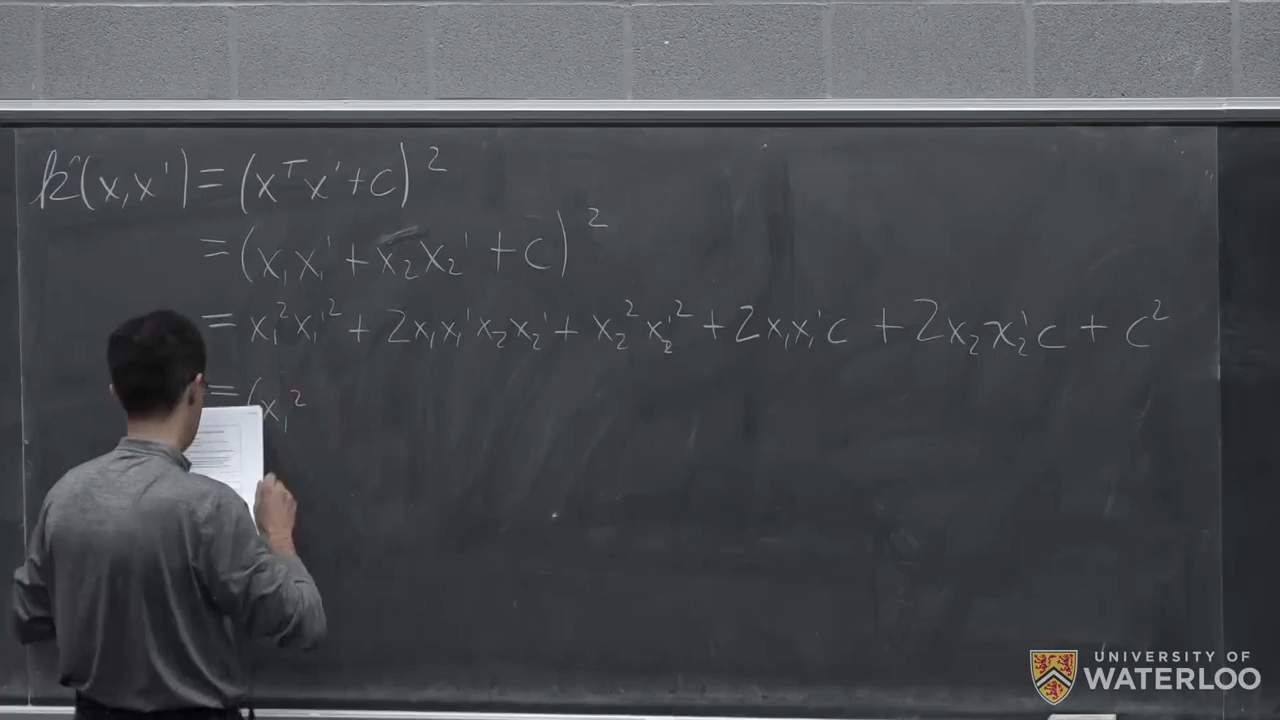 k(x,x') = (xᵀx' + c)²
= (x₁x₁' + x₂x₂' + c)²
= x₁²x₁'² + 2x₁x₁'x₂x₂' + x₂²x₂'² + 2x₁x₁'c + 2x₂x₂'c + c²
= (x₁²
UNIVERSITY OF
WATERLOO